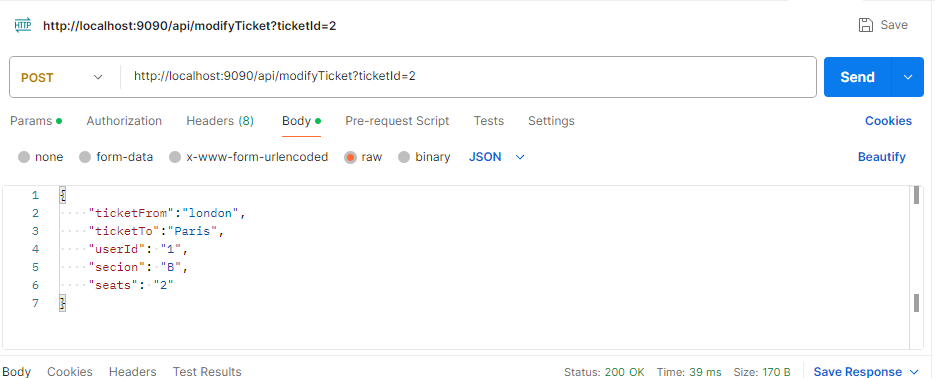 HTTP http://localhost:9090/api/modifyTicket?ticketId=2 Save
POST http://localhost:9090/api/modifyTicket?ticketId=2 Send
Params Authorization Headers (8) Body Pre-request Script Tests Settings Cookies
none form-data x-www-form-urlencoded raw binary JSON Beautify
1 {
2 "ticketFrom":"london",
3 "ticketTo":"Paris",
4 "userId": "1",
5 "secion": "B",
6 "seats": "2"
7 }
Body Cookies Headers Test Results Status: 200 OK Time: 39 ms Size: 170 B Save Response